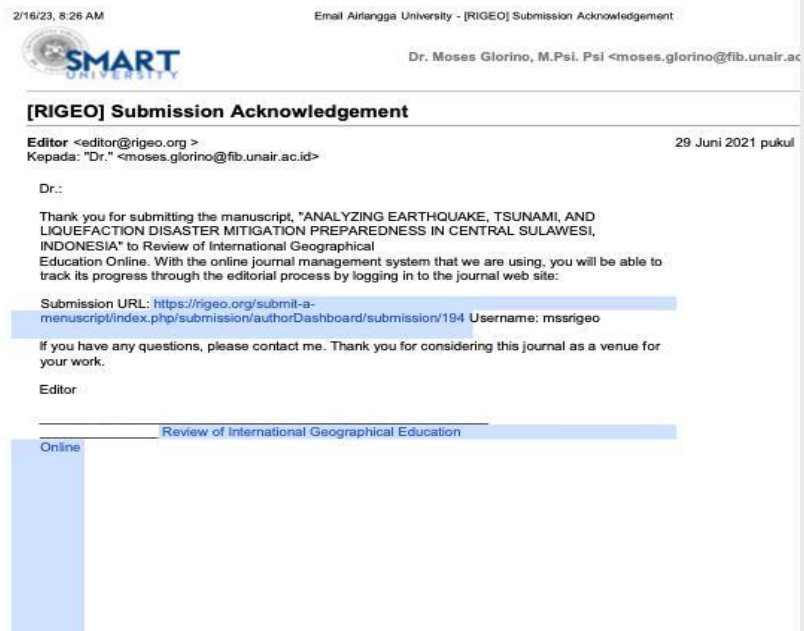 2/16/23, 8:26 AM Email Airlangga University - [RIGEO] Submission Acknowledgement
SMART
UNIVERSITY
Dr. Moses Glorino, M.Psi. Psi <moses.glorino@fib.unair.ac
[RIGEO] Submission Acknowledgement
Editor <editor@rigeo.org > 29 Juni 2021 pukul
Kepada: "Dr." <moses.glorino@fib.unair.ac.id>
Dr.:
Thank you for submitting the manuscript, "ANALYZING EARTHQUAKE, TSUNAMI, AND
LIQUEFACTION DISASTER MITIGATION PREPAREDNESS IN CENTRAL SULAWESI,
INDONESIA" to Review of International Geographical
Education Online. With the online journal management system that we are using, you will be able to
track its progress through the editorial process by logging in to the journal web site:
Submission URL: https://rigeo.org/submit-a-
menuscript/index.php/submission/authorDashboard/submission/194 Username: mssrigeo
If you have any questions, please contact me. Thank you for considering this journal as a venue for
your work.
Editor
Review of International Geographical Education
Online